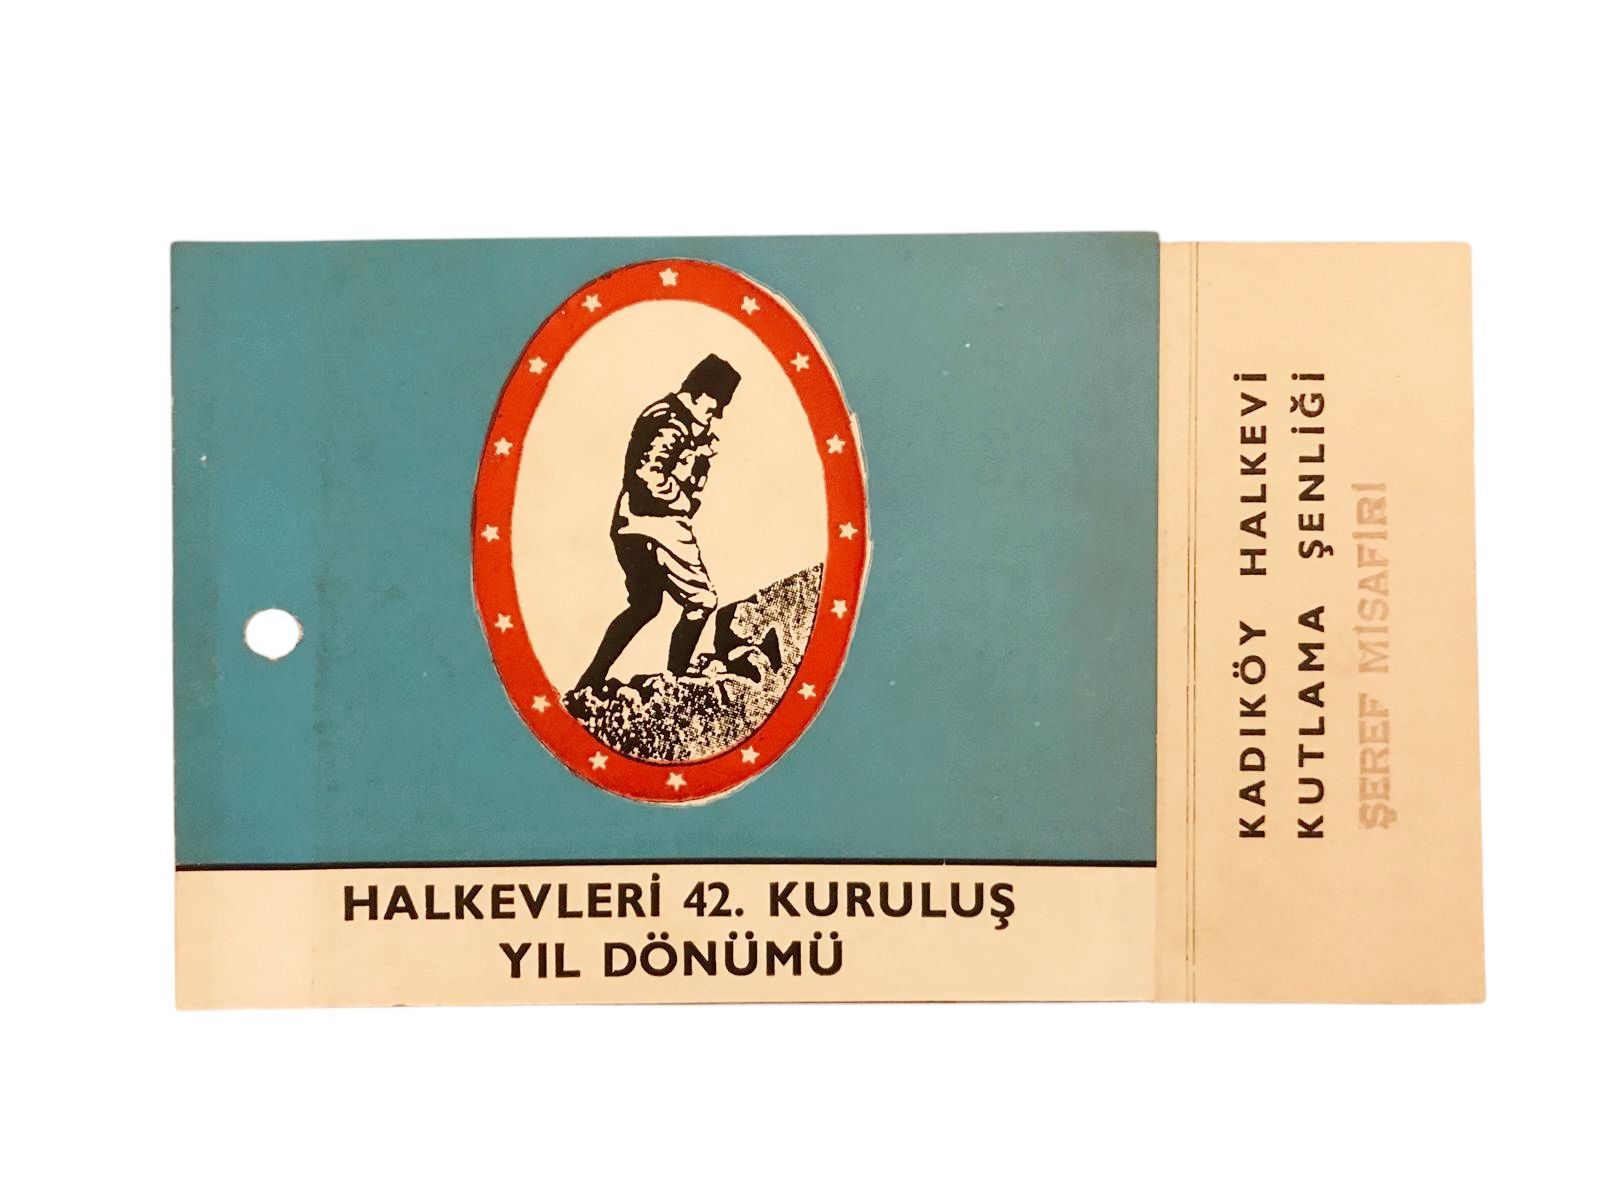 HALKEVLERİ 42. KURULUŞ
YIL DÖNÜMÜ
KADIKÖY HALKEVİ
KUTLAMA ŞENLİĞİ
ŞEREF MİSAFİRİ